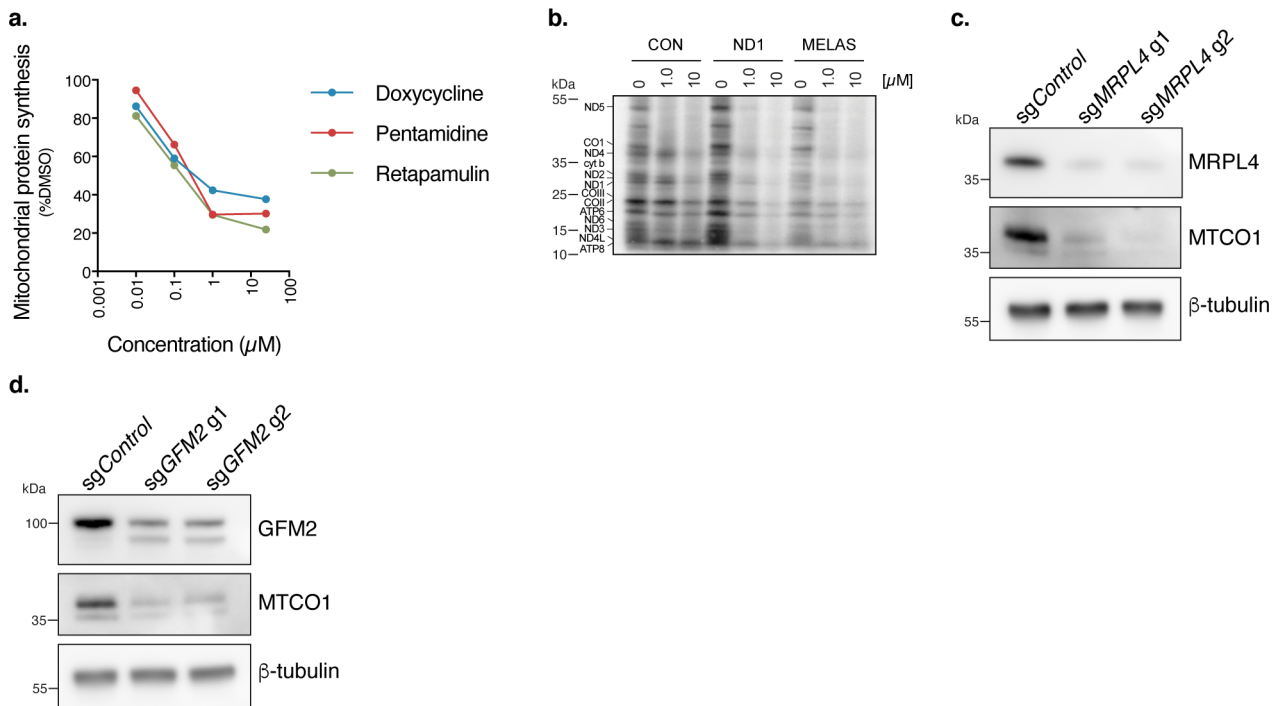 a.
100
80
60
40
20
0
0.001
0.01
0.1
1
10
100
Mitochondrial protein synthesis
(%DMSO)
Concentration (µM)
Doxycycline
Pentamidine
Retapamulin
b.
CON ND1 MELAS
0 1.0 10 0 1.0 10 0 1.0 10 [µM]
kDa
55
35
25
15
10
ND5
CO1
ND4
cyt b
ND2
ND1
COIII
COII
ATP6
ND6
ND3
ND4L
ATP8
c.
sgControl sgMRPL4 g1 sgMRPL4 g2
kDa
35
MRPL4
35
MTCO1
55
β-tubulin
d.
sgControl sgGFM2 g1 sgGFM2 g2
kDa
100
GFM2
35
MTCO1
55
β-tubulin